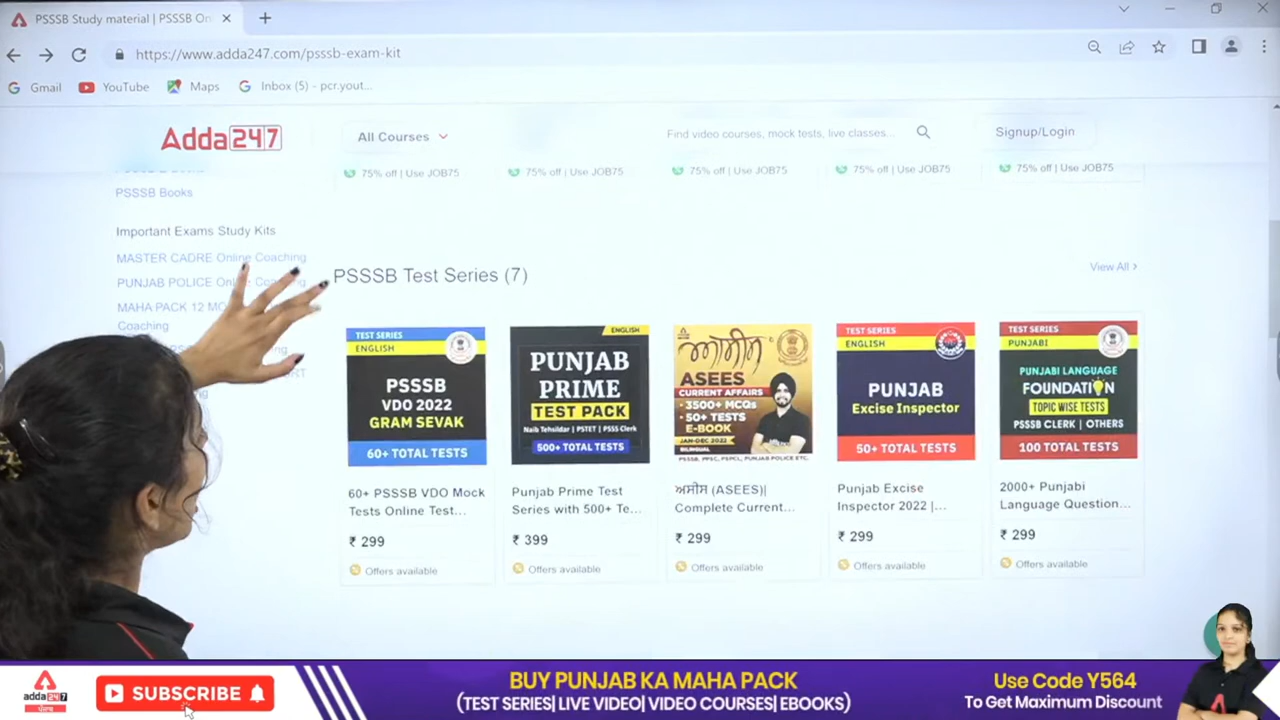 PSSSB Study material | PSSSB On
https://www.adda247.com/psssb-exam-kit
Gmail
YouTube
Maps
Inbox (5) - pcr.yout...
Adda247
All Courses
Find video courses, mock tests, live classes...
Signup/Login
75% off | Use JOB75
75% off | Use JOB75
75% off | Use JOB75
75% off | Use JOB75
75% off | Use JOB75
PSSSB Books
Important Exams Study Kits
MASTER CADRE Online Coaching
PUNJAB POLICE
MAHA PACK 12
Coaching
PSSSB Test Series (7)
View All
TEST SERIES
ENGLISH
PSSSB
VDO 2022
GRAM SEVAK
60+ TOTAL TESTS
60+ PSSSB VDO Mock
Tests Online Test...
₹ 299
Offers available
ENGLISH
PUNJAB
PRIME
TEST PACK
Naib Tehsildar | PSTET | PSSS Clerk
500+ TOTAL TESTS
Punjab Prime Test
Series with 500+ Te...
₹ 399
Offers available
ਅਸੀਸ
ASEES
CURRENT AFFAIRS
• 3500+ MCQs
• 50+ TESTS
• E-BOOK
JAN-DEC 2022
BILINGUAL
PSSSB, PPSC, PSPCL, PUNJAB POLICE ETC.
ਅਸੀਸ (ASEES)|
Complete Current...
₹ 299
Offers available
TEST SERIES
ENGLISH
PUNJAB
Excise Inspector
50+ TOTAL TESTS
Punjab Excise
Inspector 2022 |...
₹ 299
Offers available
TEST SERIES
PUNJABI
PUNJABI LANGUAGE
FOUNDATION
TOPIC WISE TESTS
PSSSB CLERK | OTHERS
100 TOTAL TESTS
2000+ Punjabi
Language Question...
₹ 299
Offers available
adda247
ਪੰਜਾਬ
SUBSCRIBE
BUY PUNJAB KA MAHA PACK
(TEST SERIES| LIVE VIDEO| VIDEO COURSES| EBOOKS)
Use Code Y564
To Get Maximum Discount